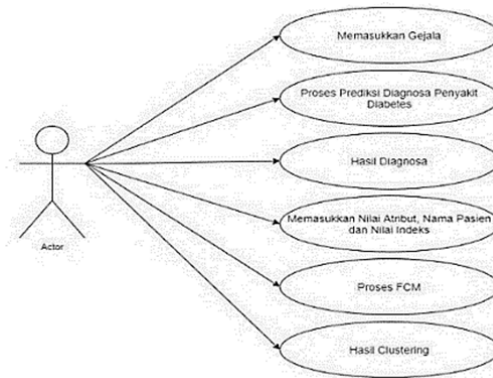 Memasukkan Gejala
Proses Prediksi Diagnosa Penyakit
Diabetes
Hasil Diagnosa
Memasukkan Nilai Atribut, Nama Pasien
dan Nilai Indeks
Proses FCM
Hasil Clustering
Actor